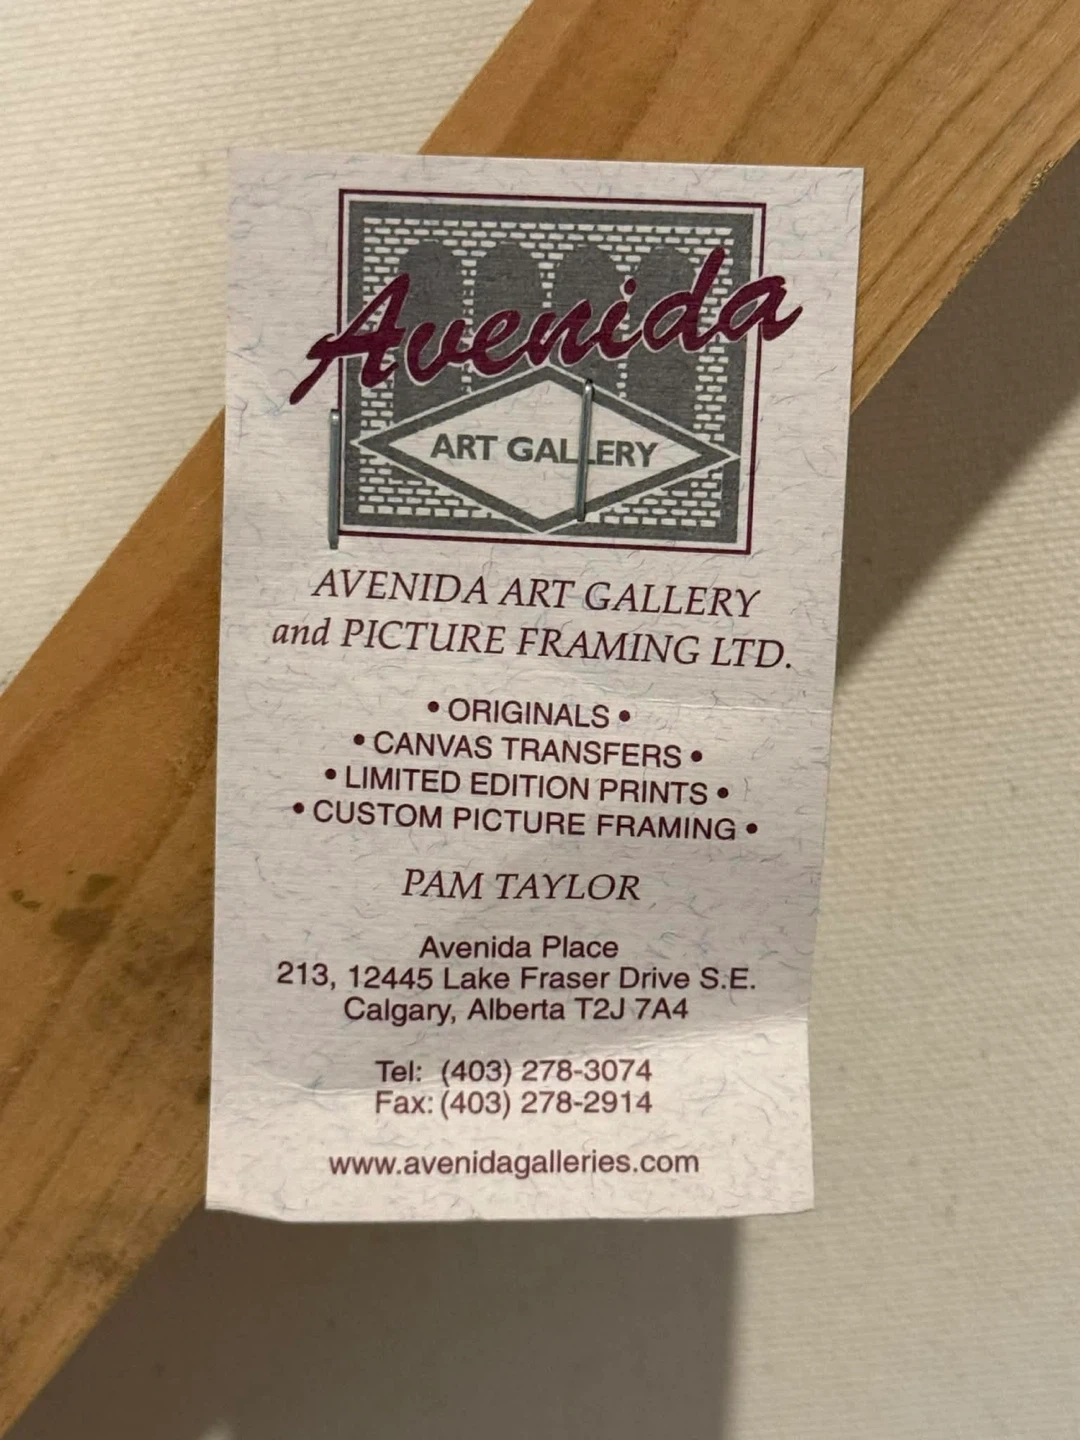 Avenida
ART GALLERY
AVENIDA ART GALLERY
and PICTURE FRAMING LTD.
• ORIGINALS •
• CANVAS TRANSFERS •
• LIMITED EDITION PRINTS •
• CUSTOM PICTURE FRAMING •
PAM TAYLOR
Avenida Place
213, 12445 Lake Fraser Drive S.E.
Calgary, Alberta T2J 7A4
Tel: (403) 278-3074
Fax: (403) 278-2914
www.avenidagalleries.com